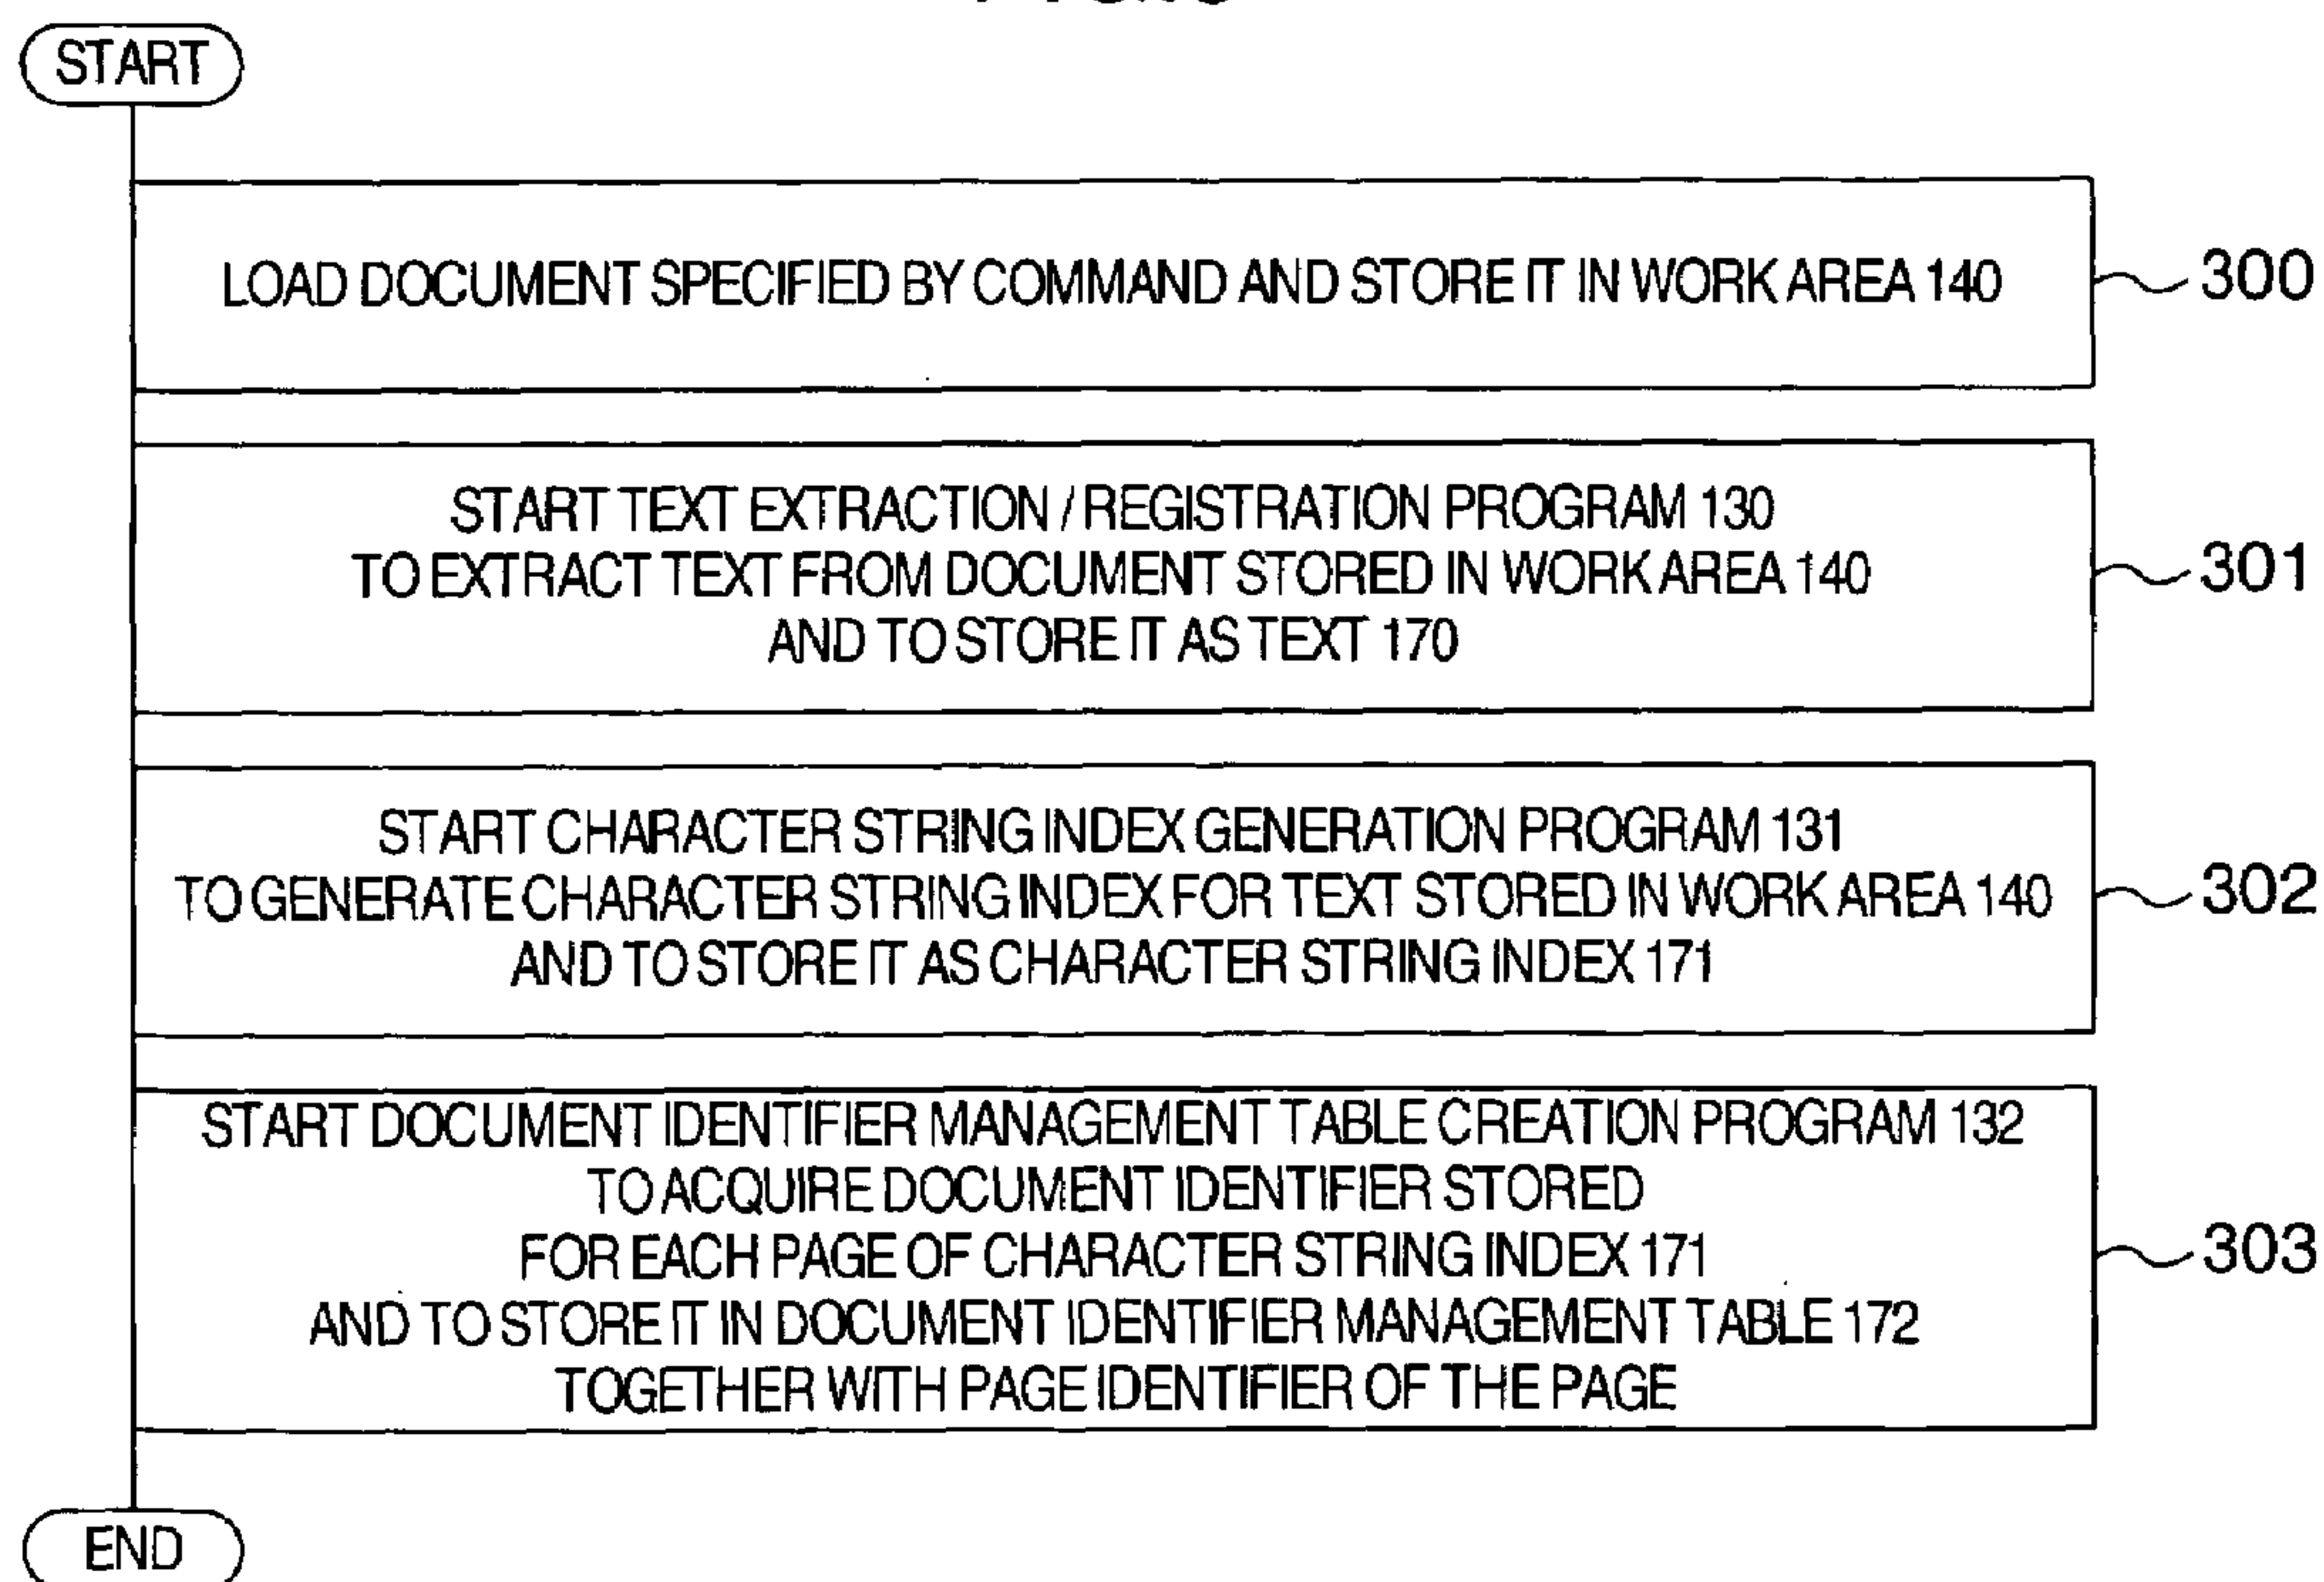 START
LOAD DOCUMENT SPECIFIED BY COMMAND AND STORE IT IN WORK AREA 140
300
START TEXT EXTRACTION / REGISTRATION PROGRAM 130
TO EXTRACT TEXT FROM DOCUMENT STORED IN WORK AREA 140
AND TO STORE IT AS TEXT 170
301
START CHARACTER STRING INDEX GENERATION PROGRAM 131
TO GENERATE CHARACTER STRING INDEX FOR TEXT STORED IN WORK AREA 140
AND TO STORE IT AS CHARACTER STRING INDEX 171
302
START DOCUMENT IDENTIFIER MANAGEMENT TABLE CREATION PROGRAM 132
TO ACQUIRE DOCUMENT IDENTIFIER STORED
FOR EACH PAGE OF CHARACTER STRING INDEX 171
AND TO STORE IT IN DOCUMENT IDENTIFIER MANAGEMENT TABLE 172
TOGETHER WITH PAGE IDENTIFIER OF THE PAGE
303
END